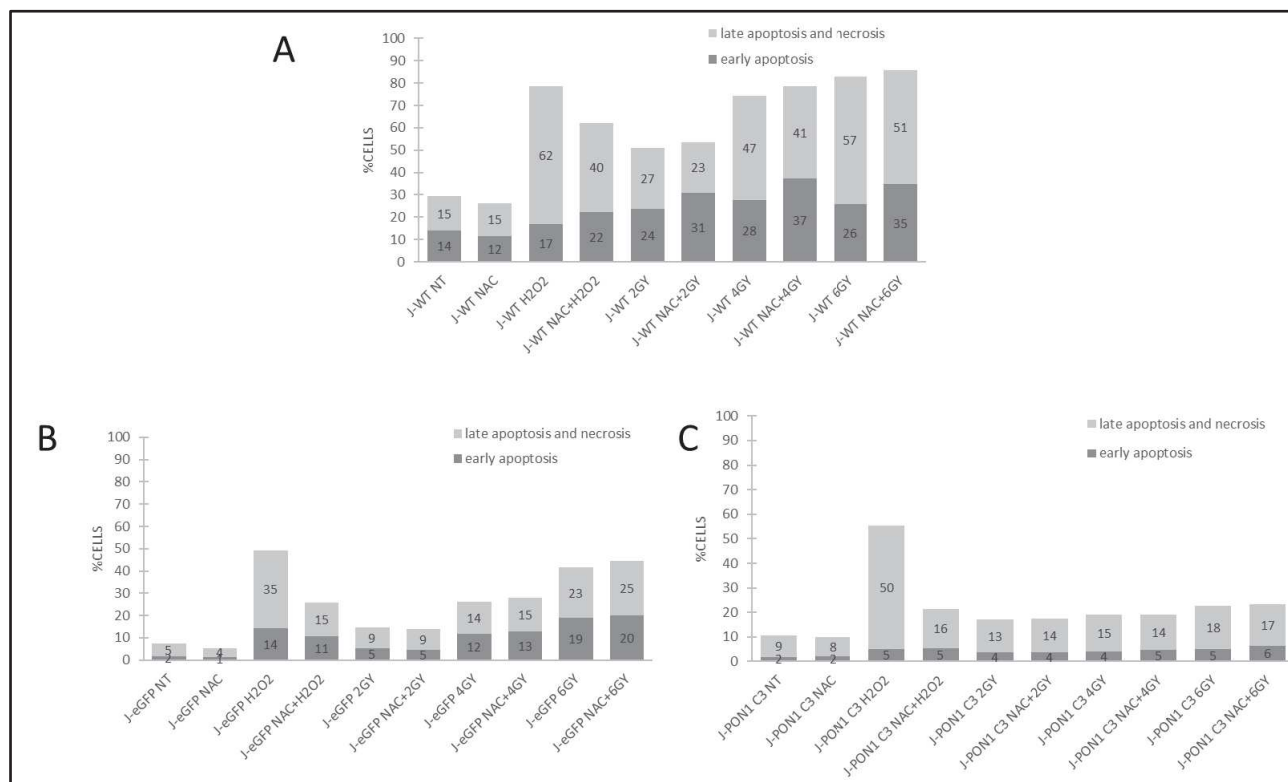 A
late apoptosis and necrosis
early apoptosis
%CELLS
100
90
80
70
60
50
40
30
20
10
0
62 40 27 23 47 41 57 51
15 15
14 12 17 22 24 31 28 37 26 35
J-WT NT
J-WT NAC
J-WT H2O2
J-WT NAC+H2O2
J-WT 2GY
J-WT NAC+2GY
J-WT 4GY
J-WT NAC+4GY
J-WT 6GY
J-WT NAC+6GY
B
late apoptosis and necrosis
early apoptosis
%CELLS
100
90
80
70
60
50
40
30
20
10
0
5 4 35 15 9 9 14 15 23 25
2 1 14 11 5 5 12 13 19 20
J-eGFP NT
J-eGFP NAC
J-eGFP H2O2
J-eGFP NAC+H2O2
J-eGFP 2GY
J-eGFP NAC+2GY
J-eGFP 4GY
J-eGFP NAC+4GY
J-eGFP 6GY
J-eGFP NAC+6GY
C
late apoptosis and necrosis
early apoptosis
%CELLS
100
90
80
70
60
50
40
30
20
10
0
9 8 50 16 13 14 15 14 18 17
2 2 5 5 4 4 4 5 5 6
J-PON1 C3 NT
J-PON1 C3 NAC
J-PON1 C3 H2O2
J-PON1 C3 NAC+H2O2
J-PON1 C3 2GY
J-PON1 C3 NAC+2GY
J-PON1 C3 4GY
J-PON1 C3 NAC+4GY
J-PON1 C3 6GY
J-PON1 C3 NAC+6GY